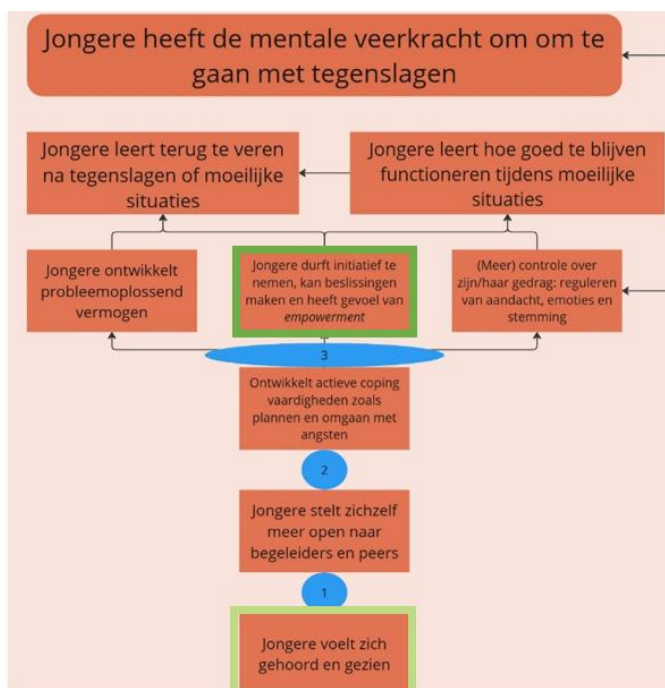 Jongere heeft de mentale veerkracht om om te
gaan met tegenslagen
Jongere leert terug te veren
na tegenslagen of moeilijke
situaties
Jongere leert hoe goed te blijven
functioneren tijdens moeilijke
situaties
Jongere ontwikkelt
probleemoplossend
vermogen
Jongere durft initiatief te
nemen, kan beslissingen
maken en heeft gevoel van
empowerment
(Meer) controle over
zijn/haar gedrag: reguleren
van aandacht, emoties en
stemming
3
Ontwikkelt actieve coping
vaardigheden zoals
plannen en omgaan met
angsten
2
Jongere stelt zichzelf
meer open naar
begeleiders en peers
1
Jongere voelt zich
gehoord en gezien